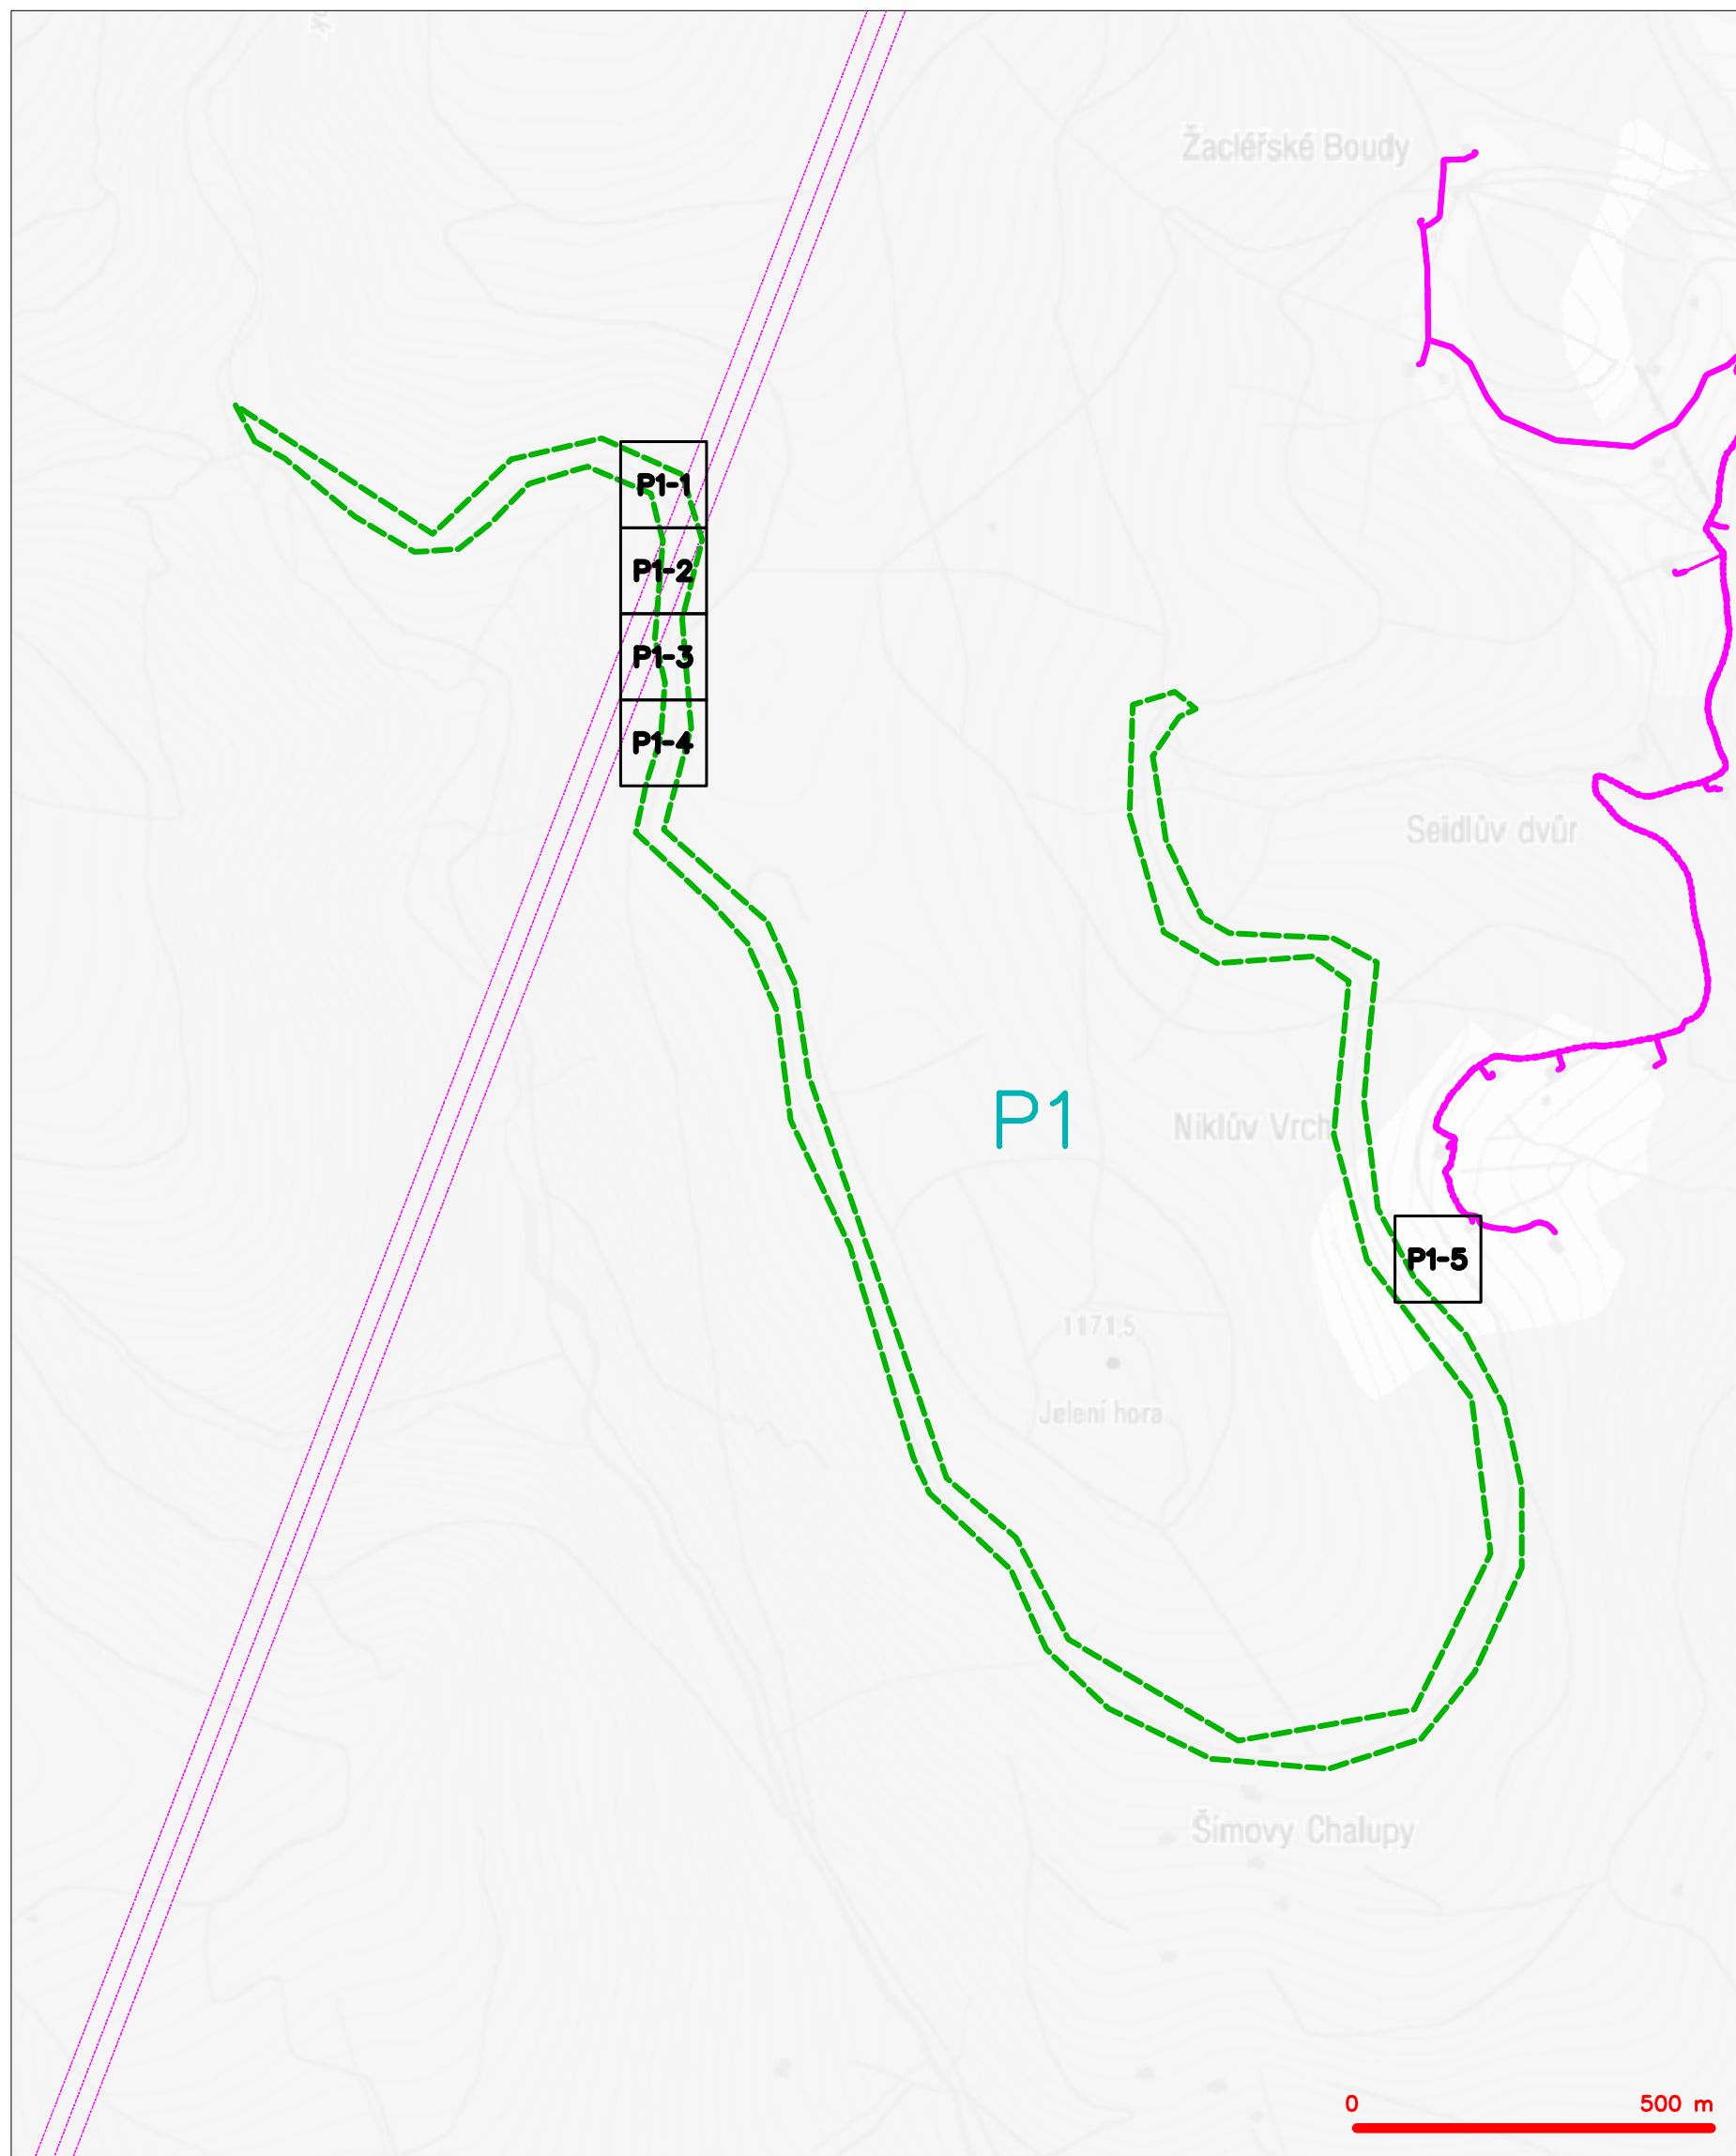 Žacléřské Boudy
P1-1
P1-2
P1-3
P1-4
Seidlův dvůr
P1
Niklův Vrch
P1-5
1171,5
Jelení hora
Šímovy Chalupy
0 500 m